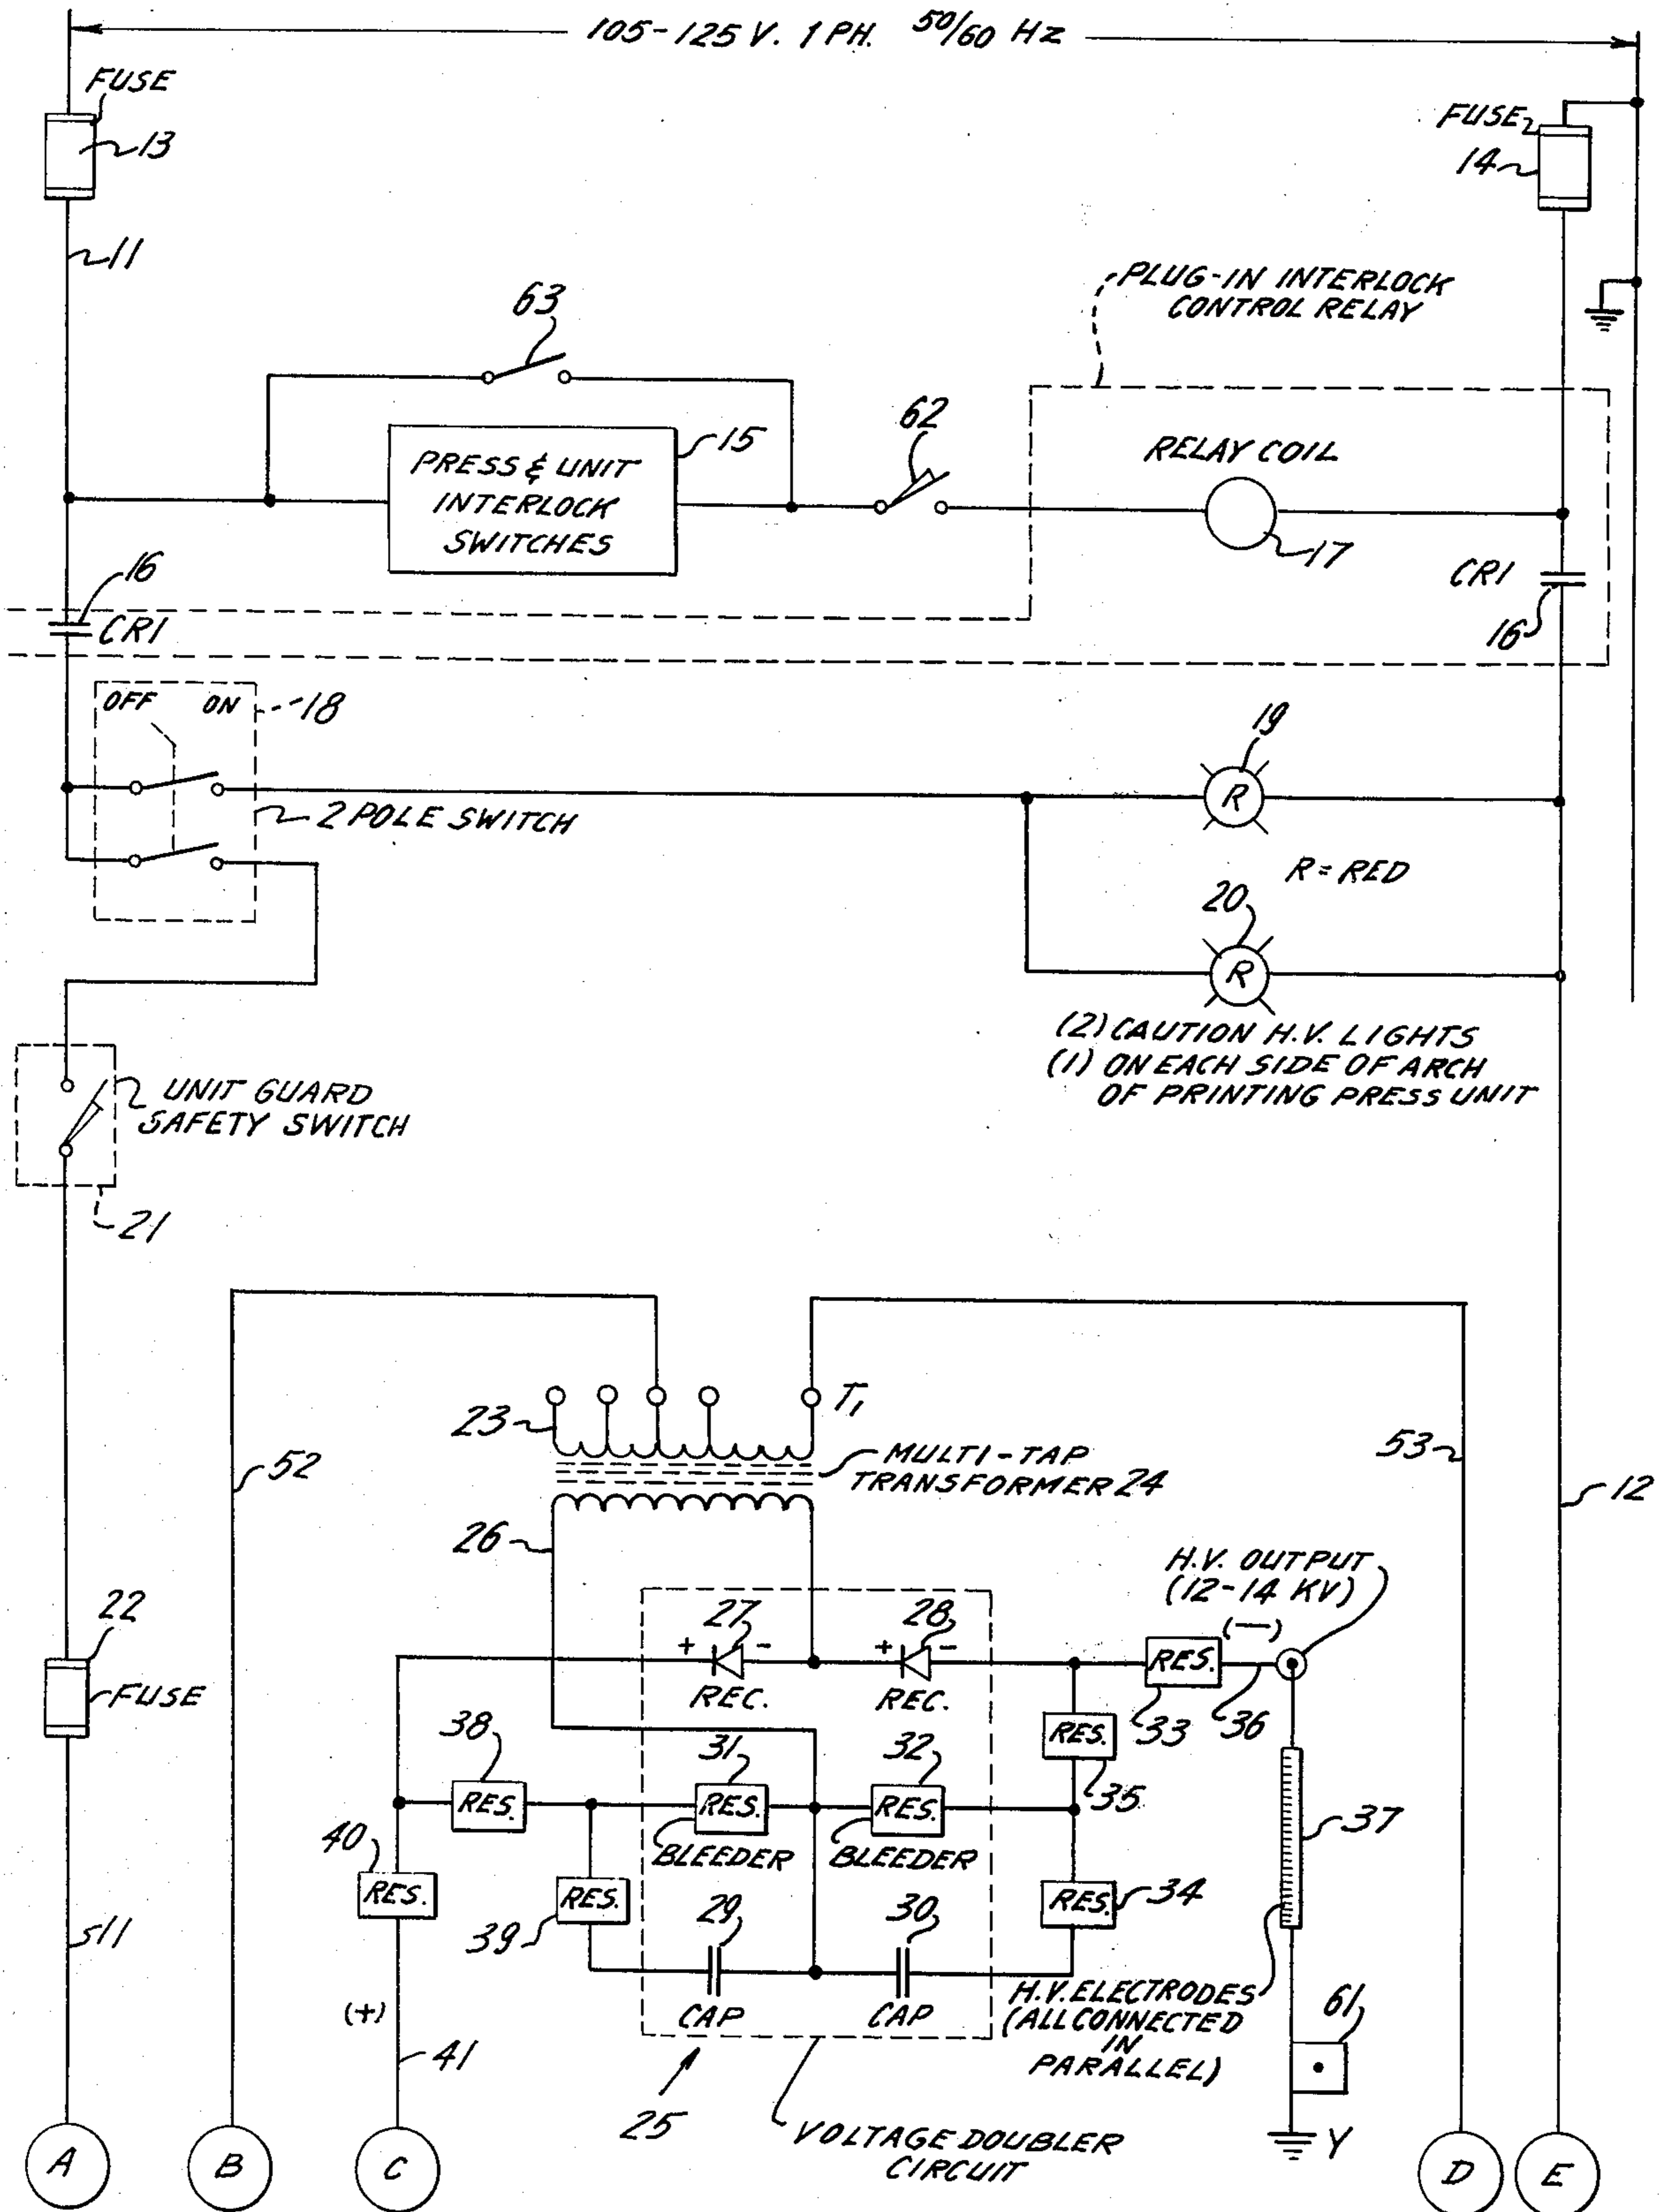 105-125 V. 1 PH. 50/60 Hz
FUSE
13
FUSE
14
11
PLUG-IN INTERLOCK
CONTROL RELAY
63
62
15
PRESS & UNIT
INTERLOCK
SWITCHES
RELAY COIL
17
16
CR1
CR1
16
OFF ON
18
19
R
2 POLE SWITCH
R = RED
20
R
(2) CAUTION H.V. LIGHTS
(1) ON EACH SIDE OF ARCH
OF PRINTING PRESS UNIT
UNIT GUARD
SAFETY SWITCH
21
T1
23
MULTI-TAP
TRANSFORMER 24
52
53
12
26
H.V. OUTPUT
(12-14 KV)
(-)
22
FUSE
27
+ -
REC.
28
+ -
REC.
RES.
33
36
RES.
35
38
RES.
31
RES.
BLEEDER
32
RES.
BLEEDER
37
40
RES.
RES.
39
29
CAP
30
CAP
RES.
34
11
(+)
41
H.V. ELECTRODES
(ALL CONNECTED
IN
PARALLEL)
61
25
VOLTAGE DOUBLER
CIRCUIT
Y
A
B
C
D
E